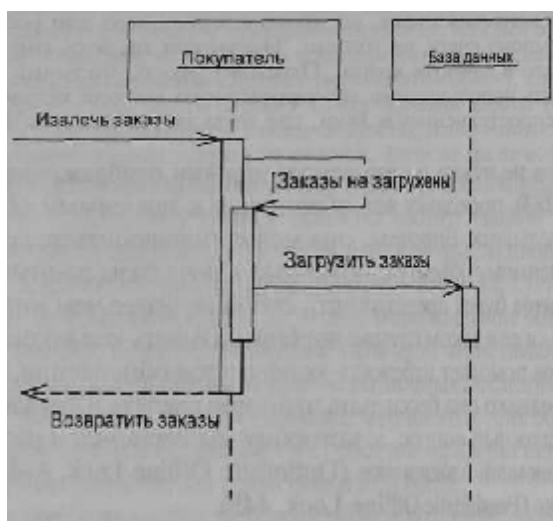 Покупатель
База данных
Извлечь заказы
[Заказы не загружены]
Загрузить заказы
Возвратить заказы